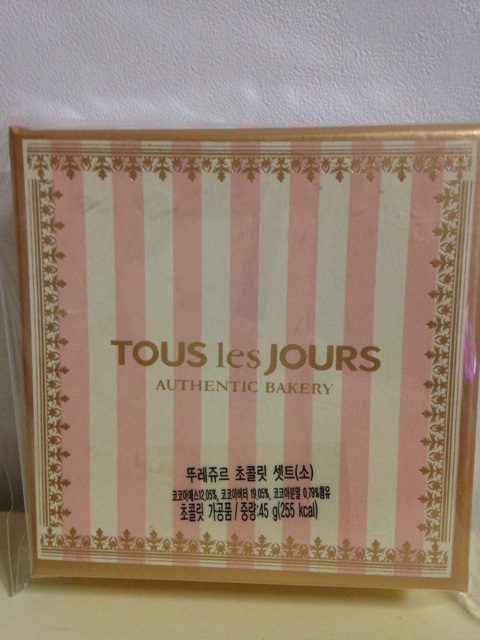 TOUS les JOURS
AUTHENTIC BAKERY
뚜레쥬르 초콜릿 셋트(소)
코코아매스12.05%, 코코아버터 19.05%, 코코아분말 0.79%함유
초콜릿 가공품 / 중량:45 g(255 kcal)